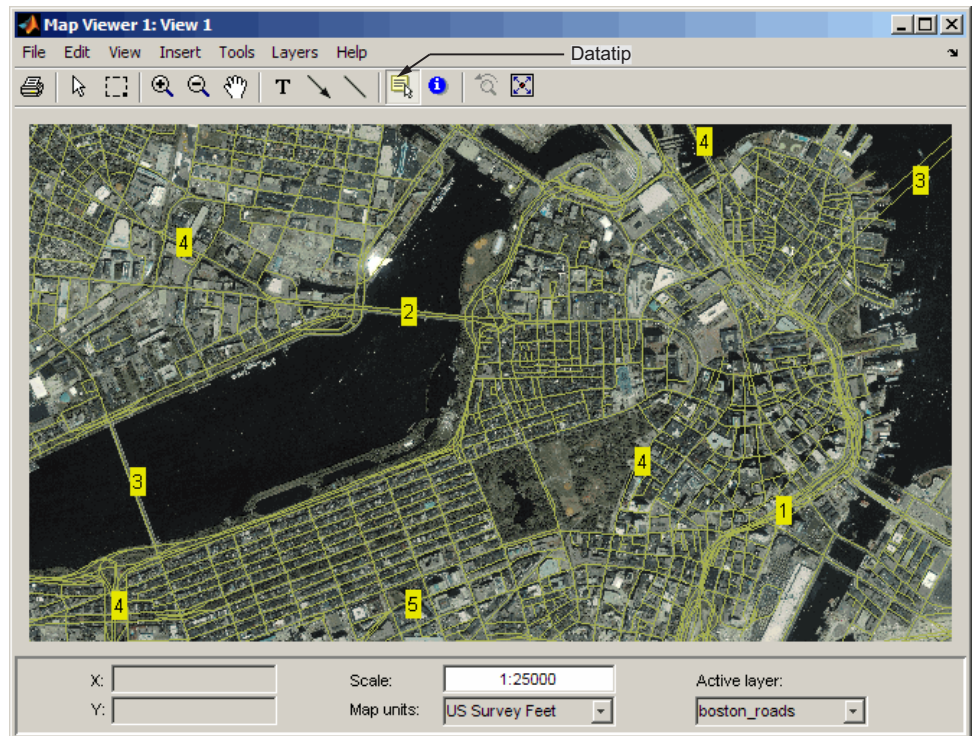 Map Viewer 1: View 1
File Edit View Insert Tools Layers Help
Datatip
T
4
3
4
2
4
3
1
4
5
X:
Scale: 1:25000
Active layer:
Y:
Map units: US Survey Feet
boston_roads